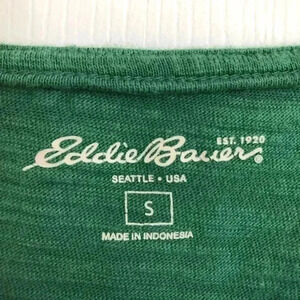 EST. 1920
Eddie Bauer®
SEATTLE • USA
S
MADE IN INDONESIA